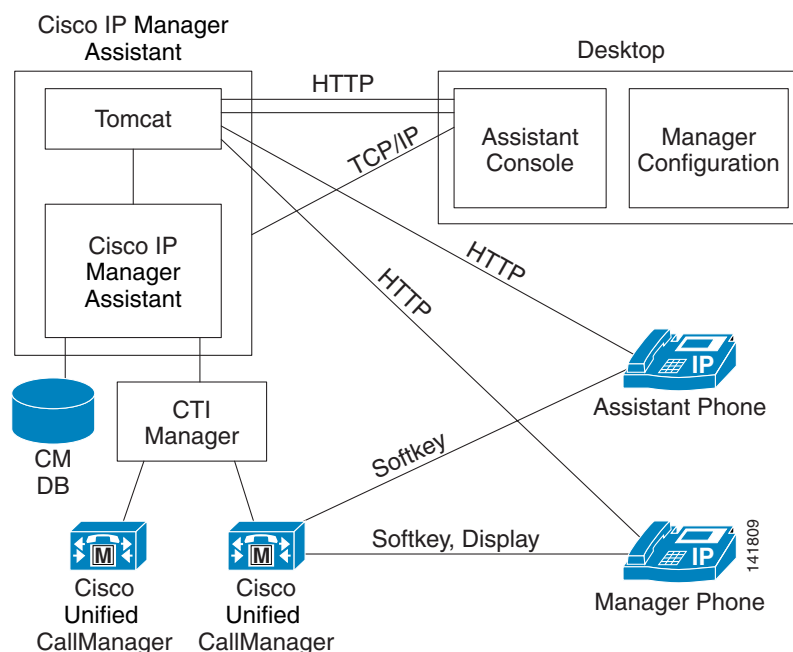 Cisco IP Manager
Assistant
Desktop
Tomcat
HTTP
Assistant
Console
Manager
Configuration
TCP/IP
Cisco IP
Manager
Assistant
HTTP
HTTP
IP
Assistant Phone
CTI
Manager
CM
DB
Softkey
M
M
Softkey, Display
IP
141809
Cisco
Unified
CallManager
Cisco
Unified
CallManager
Manager Phone